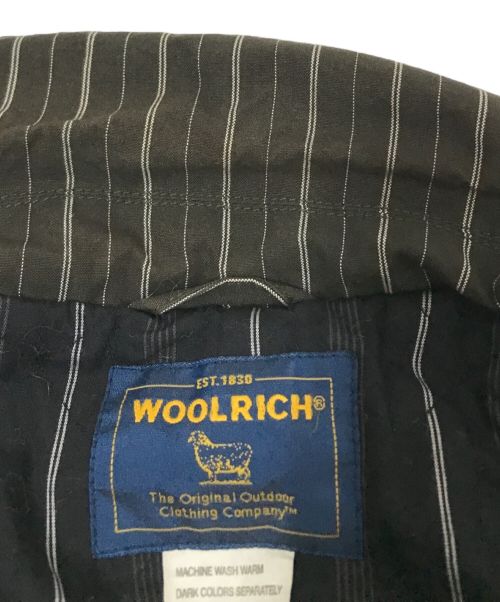 EST. 1830
WOOLRICH®
The Original Outdoor
Clothing Company™
MACHINE WASH WARM
DARK COLORS SEPARATELY